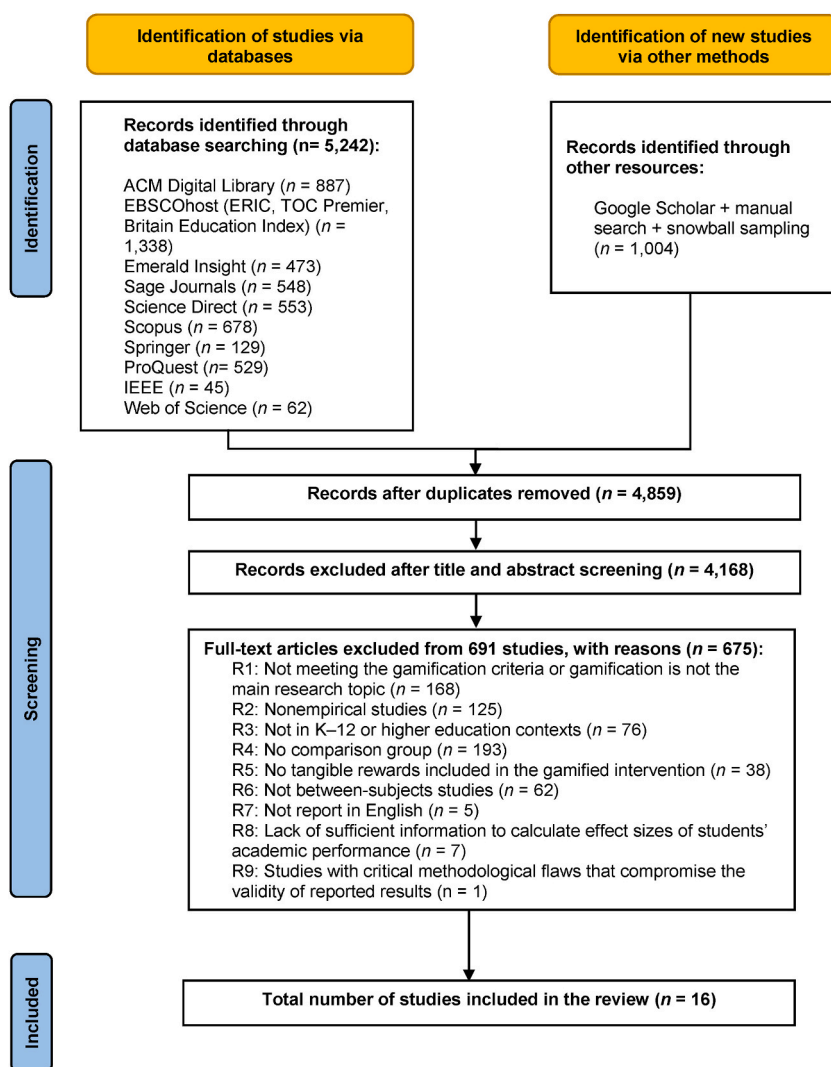 Identification of studies via
databases
Identification of new studies
via other methods
Identification
Records identified through
database searching (n= 5,242):
ACM Digital Library (n = 887)
EBSCOhost (ERIC, TOC Premier,
Britain Education Index) (n =
1,338)
Emerald Insight (n = 473)
Sage Journals (n = 548)
Science Direct (n = 553)
Scopus (n = 678)
Springer (n = 129)
ProQuest (n= 529)
IEEE (n = 45)
Web of Science (n = 62)
Records identified through
other resources:
Google Scholar + manual
search + snowball sampling
(n = 1,004)
Screening
Records after duplicates removed (n = 4,859)
Records excluded after title and abstract screening (n = 4,168)
Full-text articles excluded from 691 studies, with reasons (n = 675):
R1: Not meeting the gamification criteria or gamification is not the
main research topic (n = 168)
R2: Nonempirical studies (n = 125)
R3: Not in K–12 or higher education contexts (n = 76)
R4: No comparison group (n = 193)
R5: No tangible rewards included in the gamified intervention (n = 38)
R6: Not between-subjects studies (n = 62)
R7: Not report in English (n = 5)
R8: Lack of sufficient information to calculate effect sizes of students’
academic performance (n = 7)
R9: Studies with critical methodological flaws that compromise the
validity of reported results (n = 1)
Included
Total number of studies included in the review (n = 16)